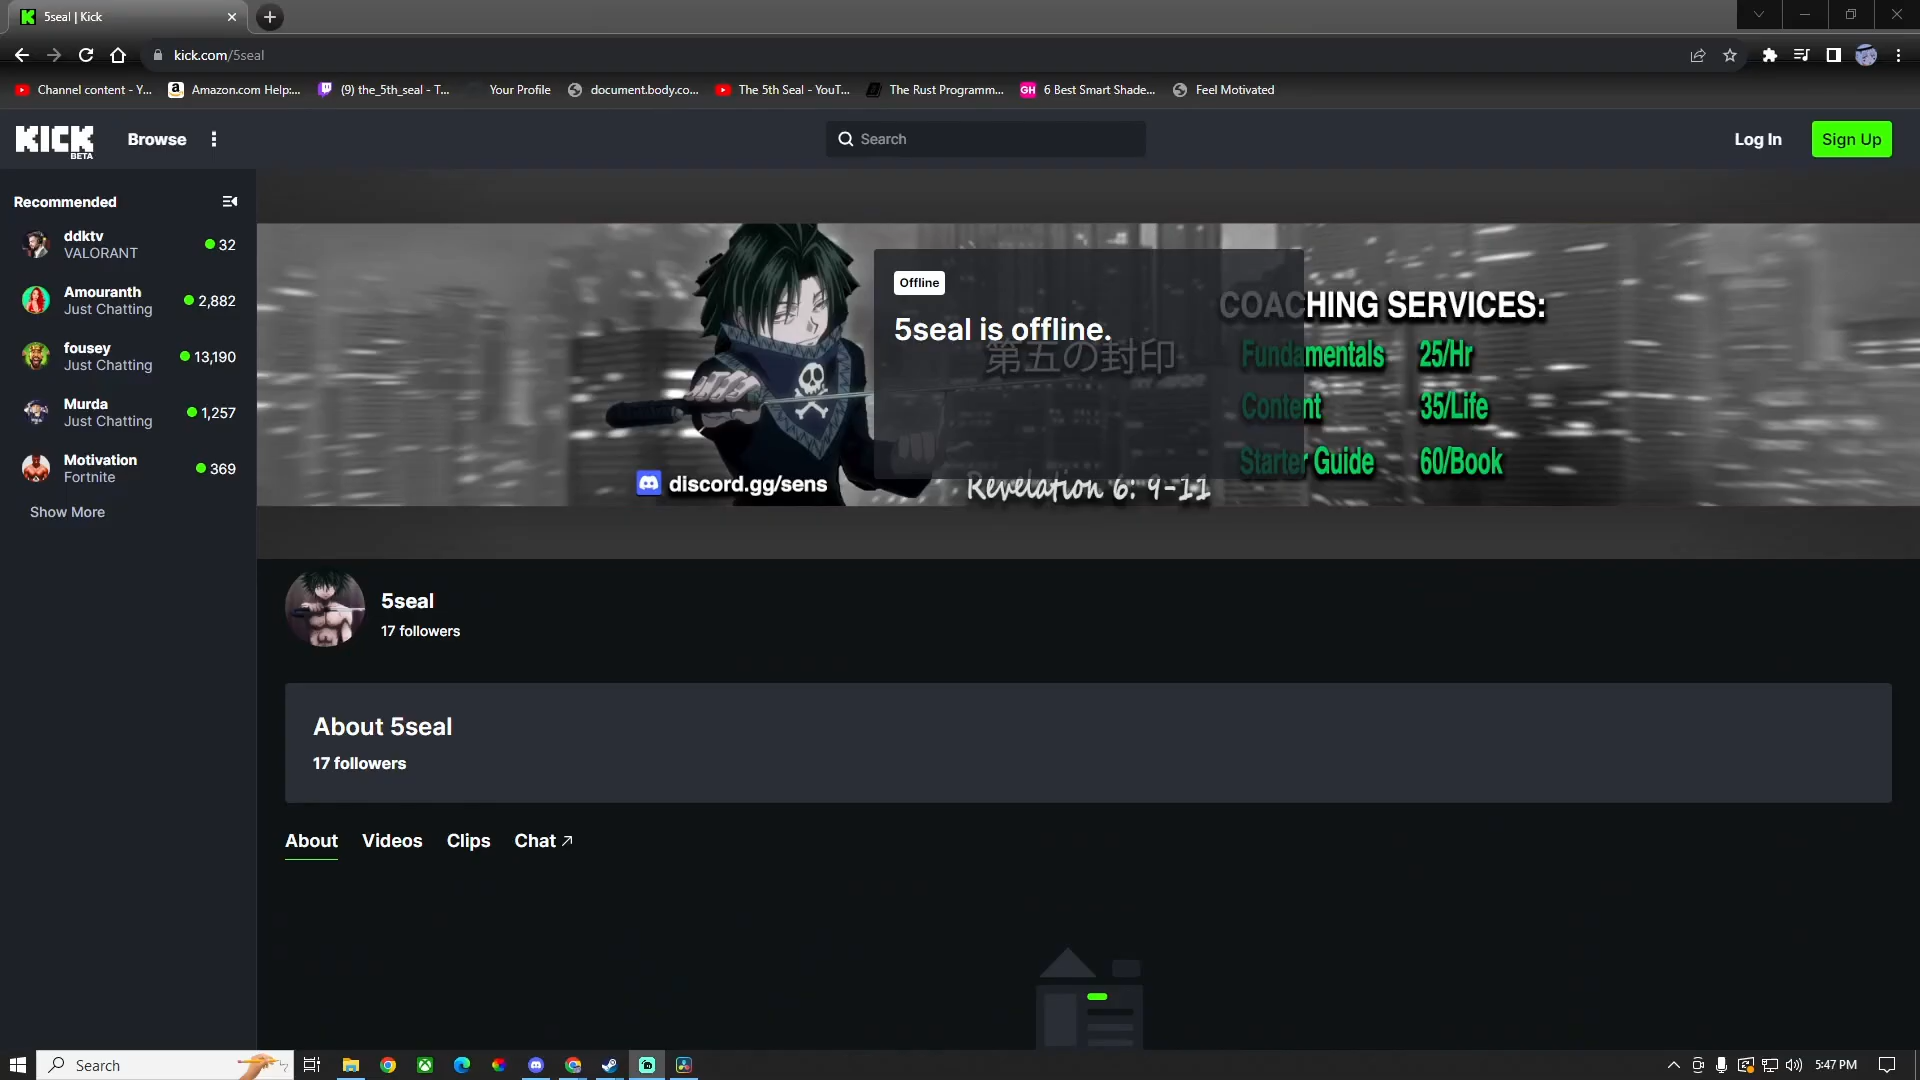 5seal | Kick
kick.com/5seal
Channel content - Y...
Amazon.com Help:...
(9) the_5th_seal - T...
Your Profile
document.body.co...
The 5th Seal - YouT...
The Rust Programm...
GH 6 Best Smart Shade...
Feel Motivated
KICK
BETA
Browse
Search
Log In
Sign Up
Recommended
ddktv
VALORANT
32
Amouranth
Just Chatting
2,882
fousey
Just Chatting
13,190
Murda
Just Chatting
1,257
Motivation
Fortnite
369
Show More
Offline
5seal is offline.
第五の封印
discord.gg/sens
Revelation 6: 9-11
COACHING SERVICES:
Fundamentals 25/Hr
Content 35/Life
Starter Guide 60/Book
5seal
17 followers
About 5seal
17 followers
About
Videos
Clips
Chat
Search
5:47 PM